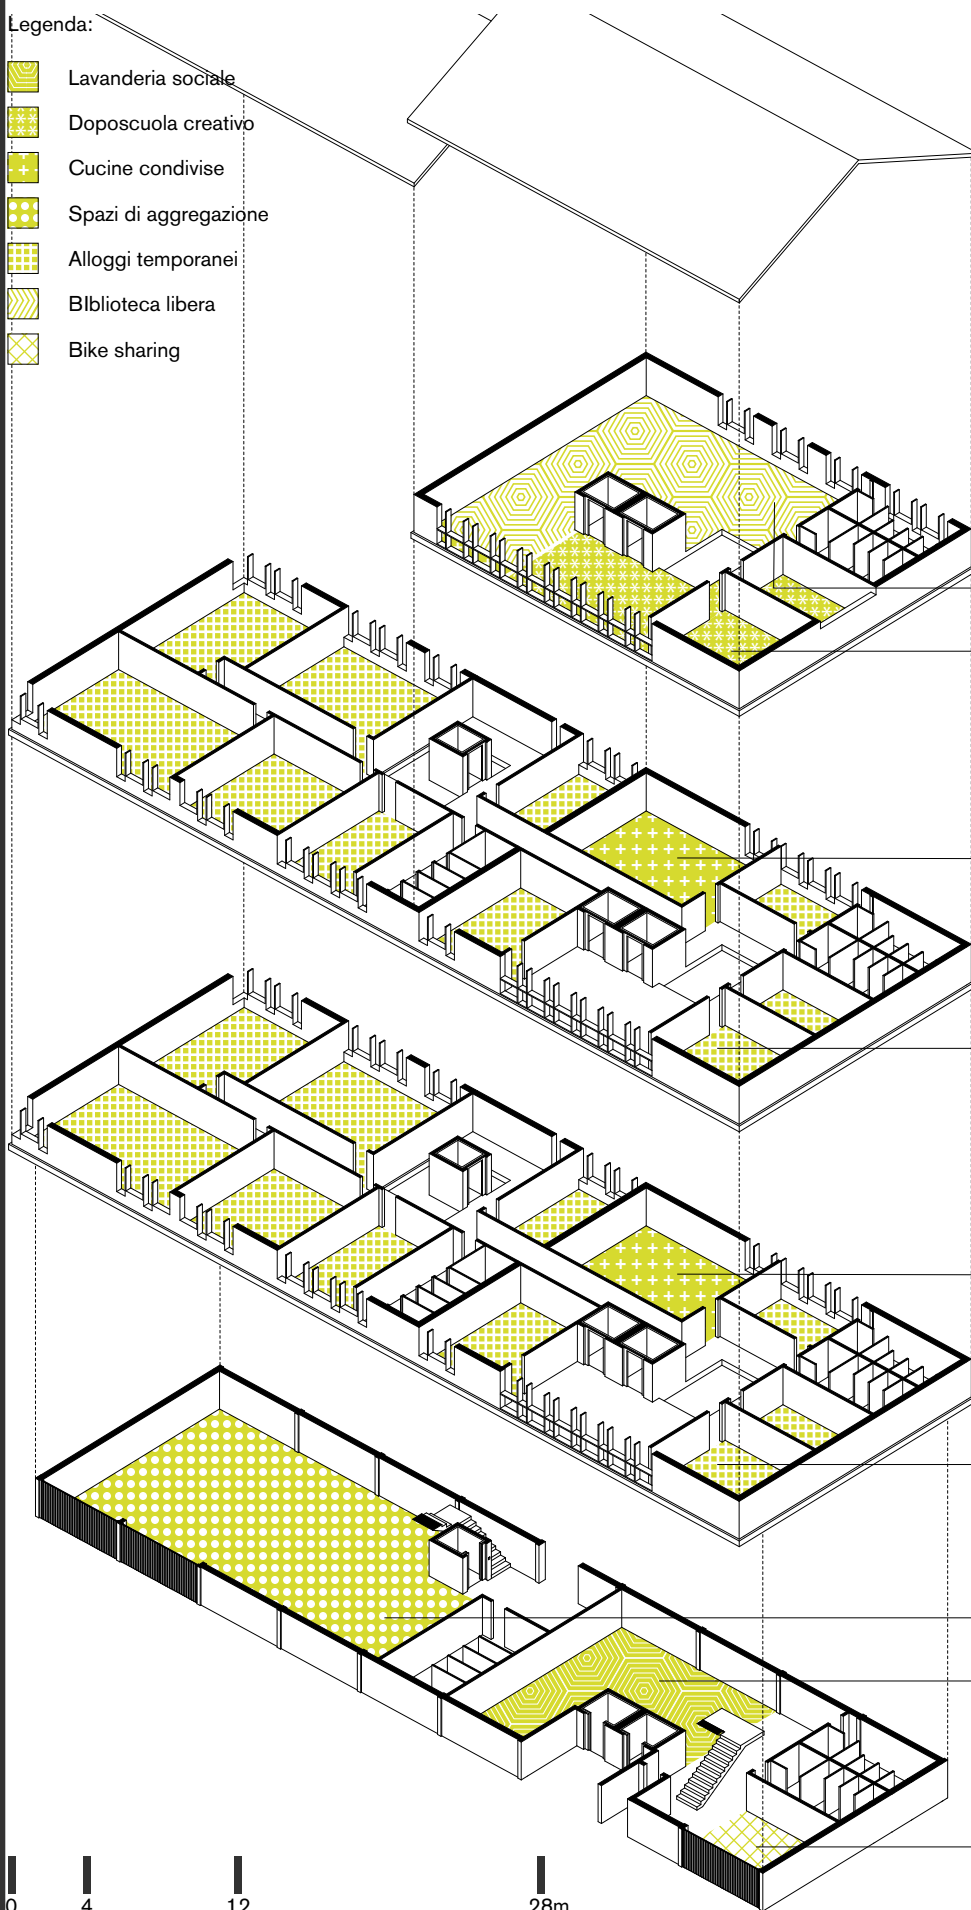 Legenda:
Lavanderia sociale
Doposcuola creativo
Cucine condivise
Spazi di aggregazione
Alloggi temporanei
BIblioteca libera
Bike sharing
0 4 12 28m